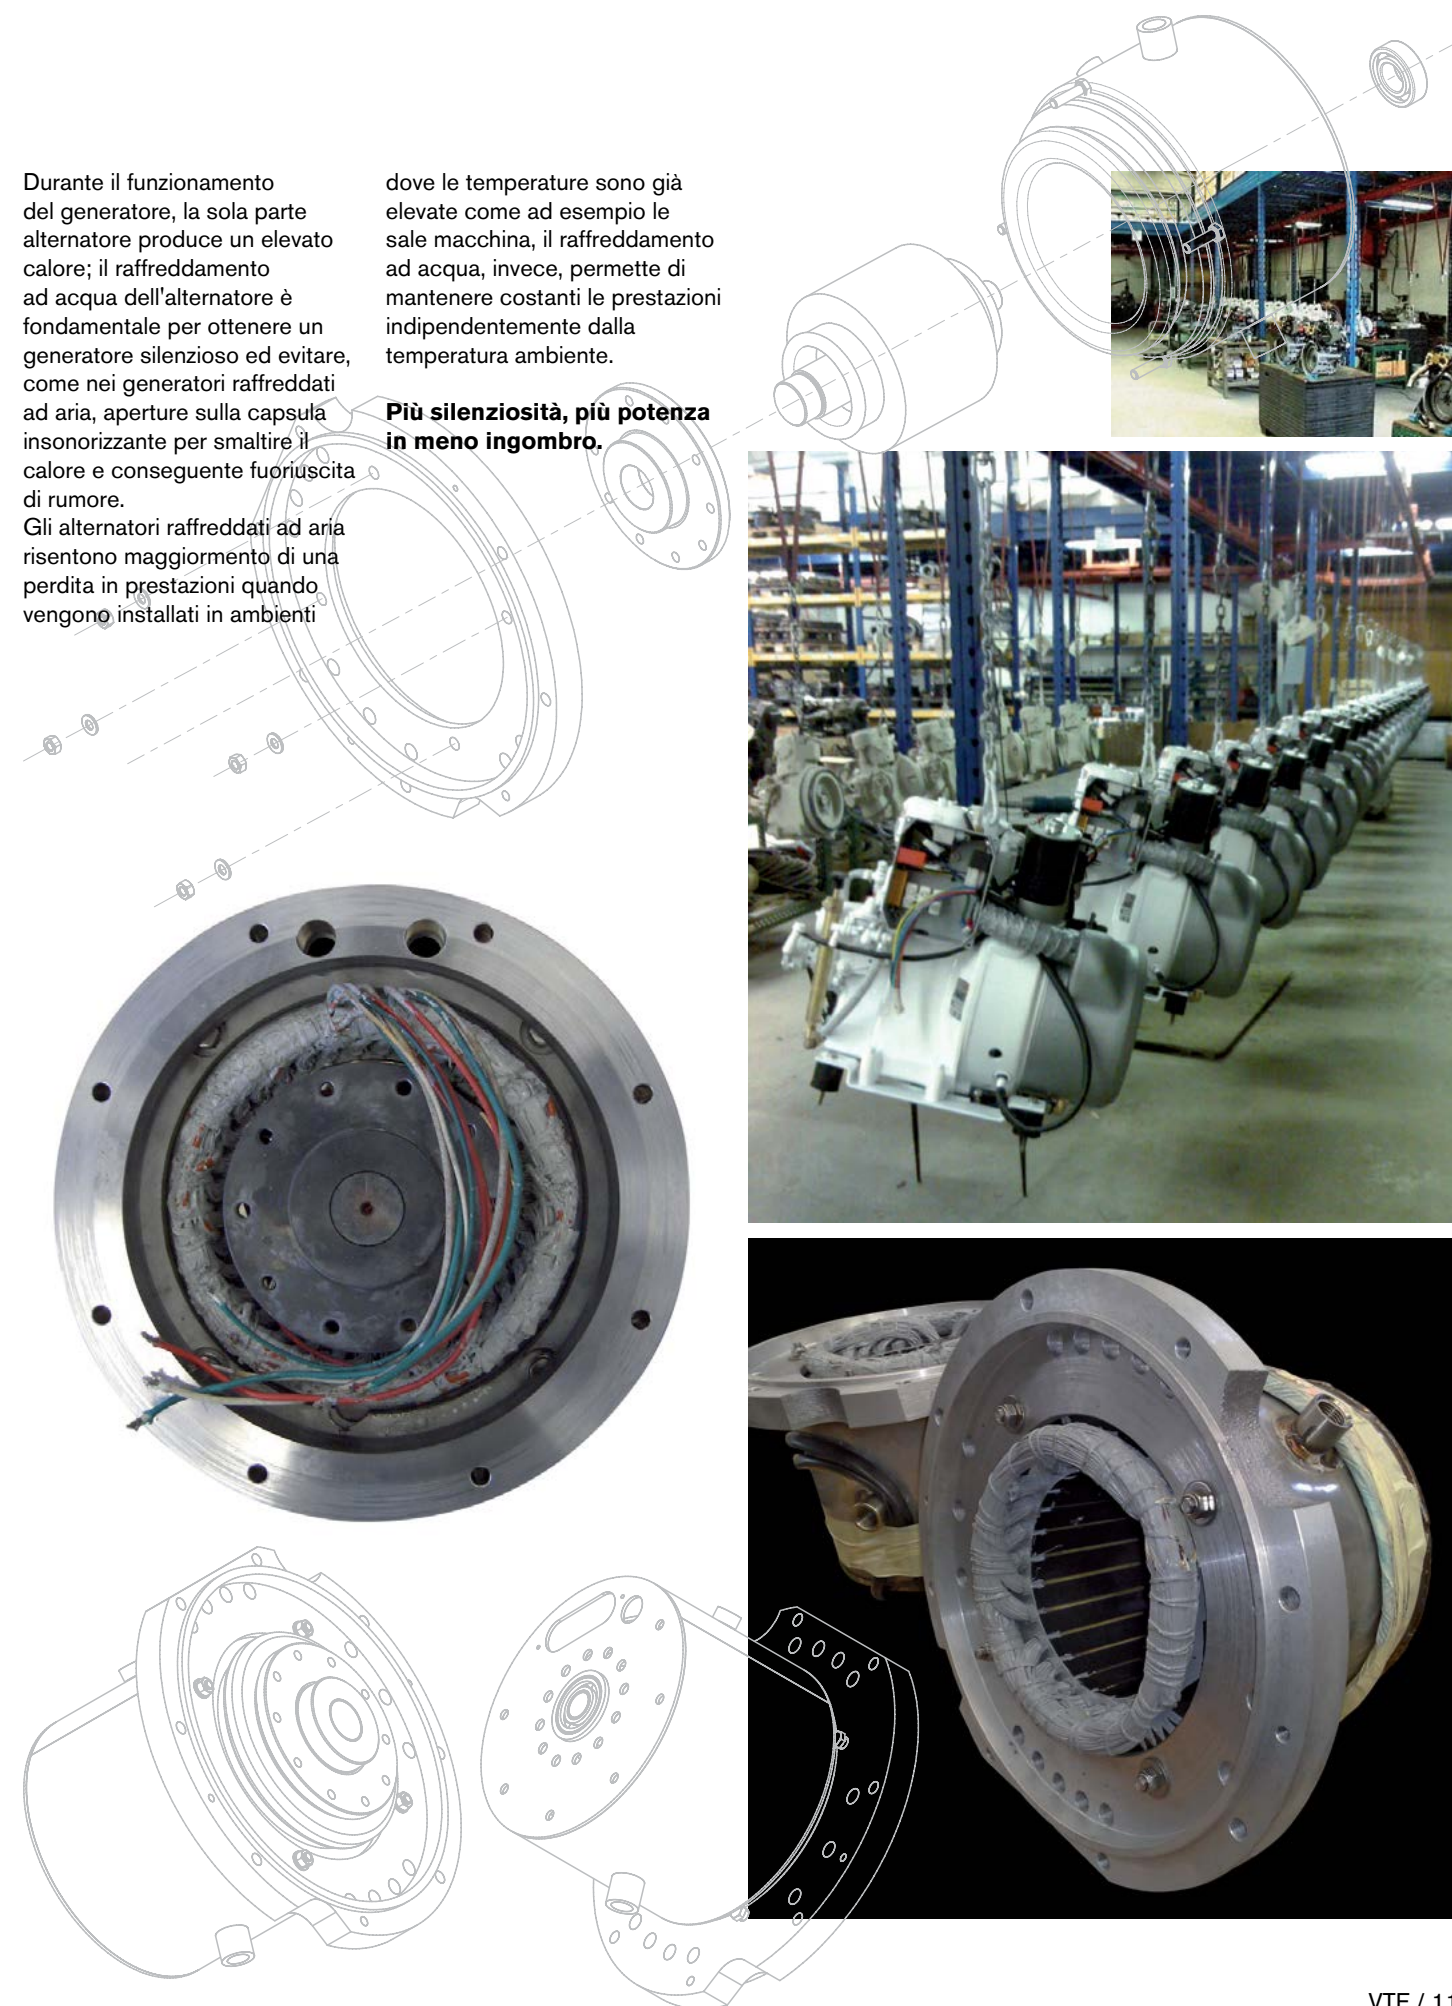 Durante il funzionamento
del generatore, la sola parte
alternatore produce un elevato
calore; il raffreddamento
ad acqua dell'alternatore è
fondamentale per ottenere un
generatore silenzioso ed evitare,
come nei generatori raffreddati
ad aria, aperture sulla capsula
insonorizzante per smaltire il
calore e conseguente fuoriuscita
di rumore.
Gli alternatori raffreddati ad aria
risentono maggiormento di una
perdita in prestazioni quando
vengono installati in ambienti
dove le temperature sono già
elevate come ad esempio le
sale macchina, il raffreddamento
ad acqua, invece, permette di
mantenere costanti le prestazioni
indipendentemente dalla
temperatura ambiente.
Più silenziosità, più potenza
in meno ingombro.
VTE / 11